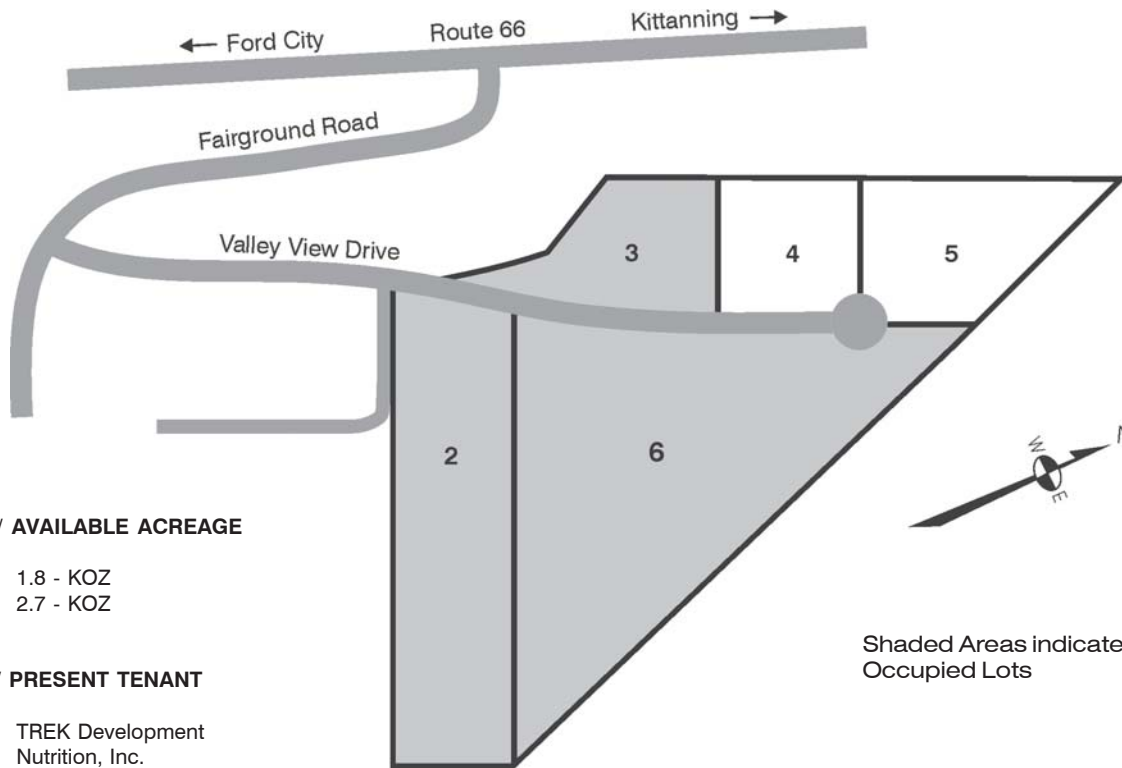 ← Ford City
Route 66
Kittanning →
Fairground Road
Valley View Drive
3
4
5
2
6
W
E
/ AVAILABLE ACREAGE
1.8 - KOZ
2.7 - KOZ
Shaded Areas indicate
Occupied Lots
/ PRESENT TENANT
TREK Development
Nutrition, Inc.